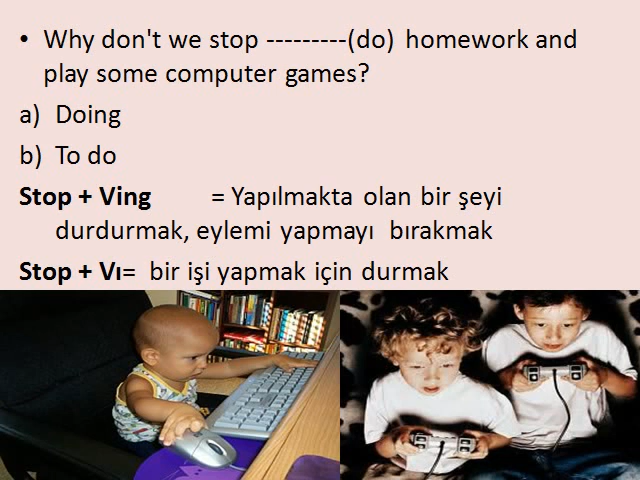 • Why don't we stop ---------(do) homework and
play some computer games?
a) Doing
b) To do
Stop + Ving = Yapılmakta olan bir şeyi
durdurmak, eylemi yapmayı bırakmak
Stop + Vı= bir işi yapmak için durmak